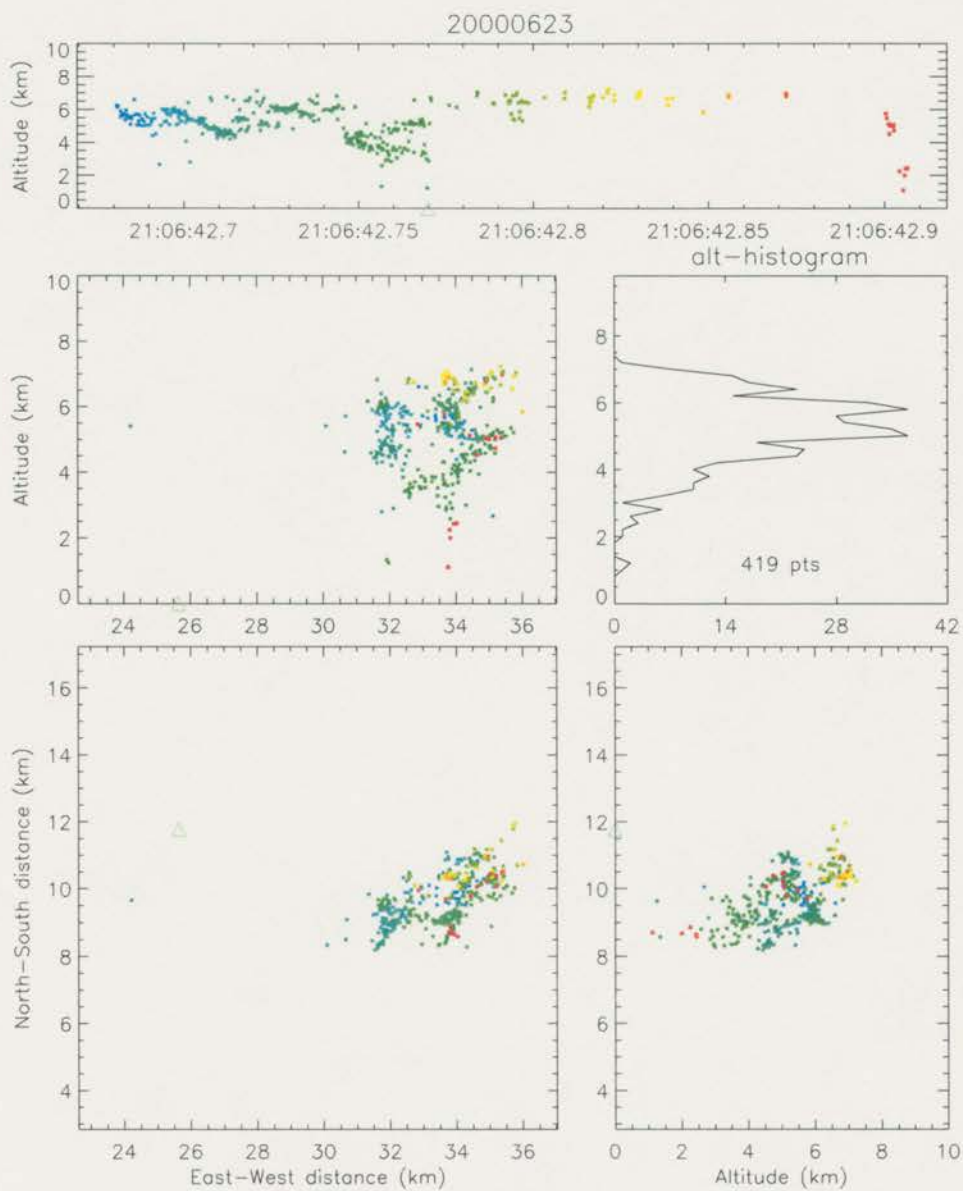 20000623
Altitude (km)
10
8
6
4
2
0
21:06:42.7 21:06:42.75 21:06:42.8 21:06:42.85 21:06:42.9
alt-histogram
Altitude (km)
10
8
6
4
2
0
24 26 28 30 32 34 36
8
6
4
2
0
419 pts
0 14 28 42
North-South distance (km)
16
14
12
10
8
6
4
24 26 28 30 32 34 36
East-West distance (km)
16
14
12
10
8
6
4
0 2 4 6 8 10
Altitude (km)